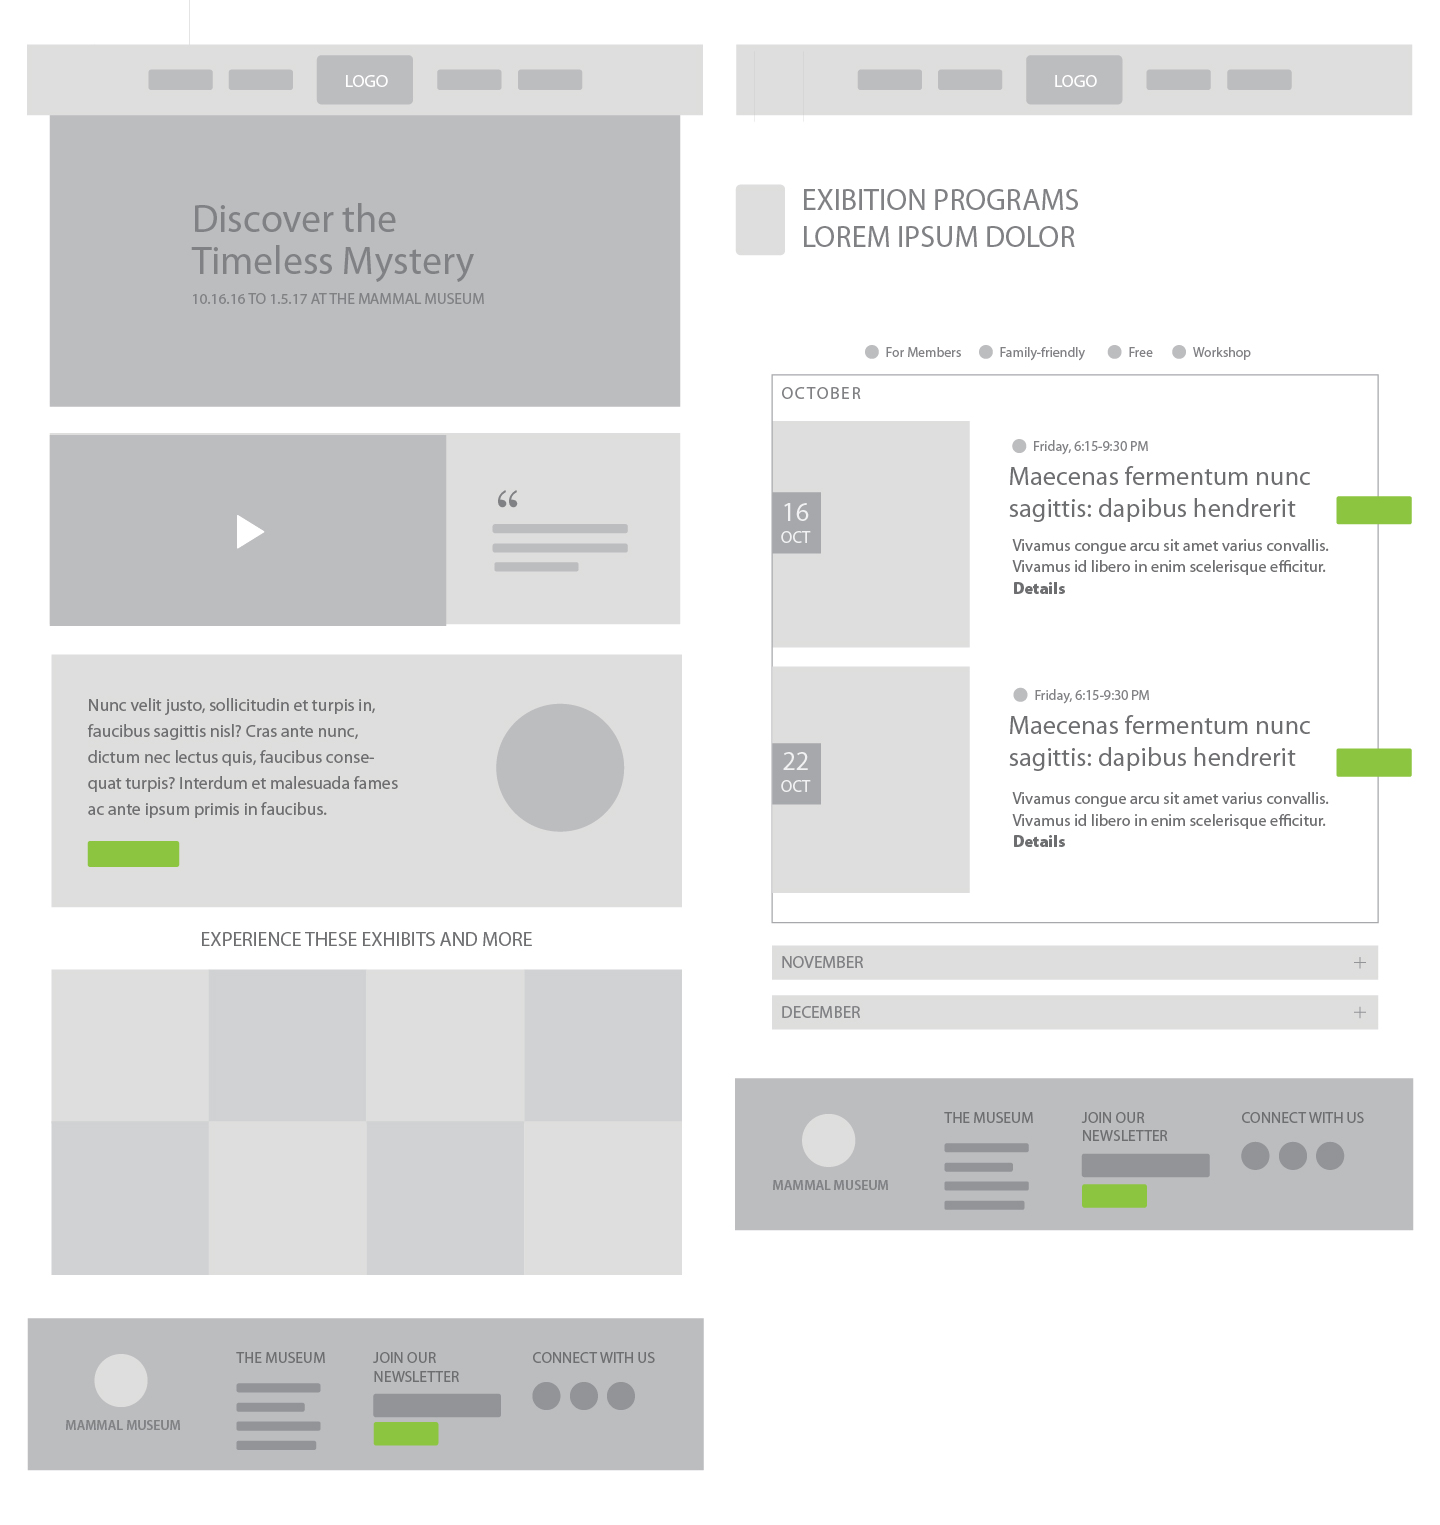 LOGO
Discover the
Timeless Mystery
10.16.16 TO 1.5.17 AT THE MAMMAL MUSEUM
“
Nunc velit justo, sollicitudin et turpis in,
faucibus sagittis nisl? Cras ante nunc,
dictum nec lectus quis, faucibus conse-
quat turpis? Interdum et malesuada fames
ac ante ipsum primis in faucibus.
EXPERIENCE THESE EXHIBITS AND MORE
MAMMAL MUSEUM
THE MUSEUM
JOIN OUR
NEWSLETTER
CONNECT WITH US
LOGO
EXIBITION PROGRAMS
LOREM IPSUM DOLOR
For Members Family-friendly Free Workshop
OCTOBER
16
OCT
Friday, 6:15-9:30 PM
Maecenas fermentum nunc
sagittis: dapibus hendrerit
Vivamus congue arcu sit amet varius convallis.
Vivamus id libero in enim scelerisque efficitur.
Details
22
OCT
Friday, 6:15-9:30 PM
Maecenas fermentum nunc
sagittis: dapibus hendrerit
Vivamus congue arcu sit amet varius convallis.
Vivamus id libero in enim scelerisque efficitur.
Details
NOVEMBER +
DECEMBER +
MAMMAL MUSEUM
THE MUSEUM
JOIN OUR
NEWSLETTER
CONNECT WITH US